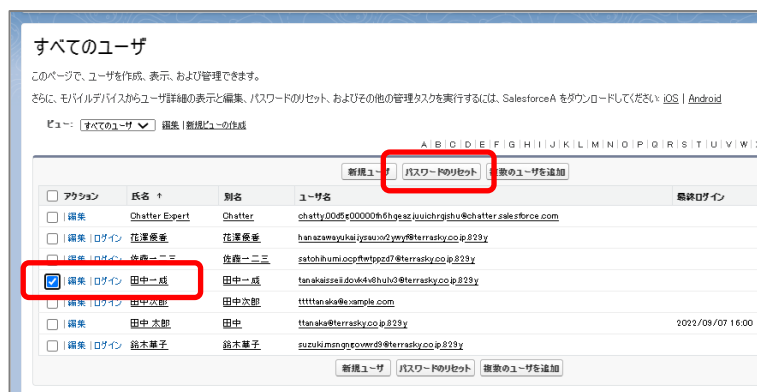 すべてのユーザ
このページで、ユーザを作成、表示、および管理できます。
さらに、モバイルデバイスからユーザ詳細の表示と編集、パスワードのリセット、およびその他の管理タスクを実行するには、SalesforceA をダウンロードしてください: iOS | Android
ビュー: すべてのユーザ 編集 | 新規ビューの作成
A | B | C | D | E | F | G | H | I | J | K | L | M | N | O | P | Q | R | S | T | U | V | W |
新規ユーザ パスワードのリセット 複数のユーザを追加
アクション 氏名 ↑ 別名 ユーザ名 最終ログイン
編集 Chatter Expert Chatter
編集 | ログイン 花澤優香 花澤優香
編集 | ログイン 佐藤一二三 佐藤一二三
編集 | ログイン 田中一成 田中一成
編集 | ログイン 田中次郎 田中次郎 tttttanaka@example.com
編集 田中 太郎 田中 ttanaka@terrasky.co.jp.829y 2022/09/07 16:00
編集 | ログイン 鈴木華子 鈴木華子
新規ユーザ パスワードのリセット 複数のユーザを追加